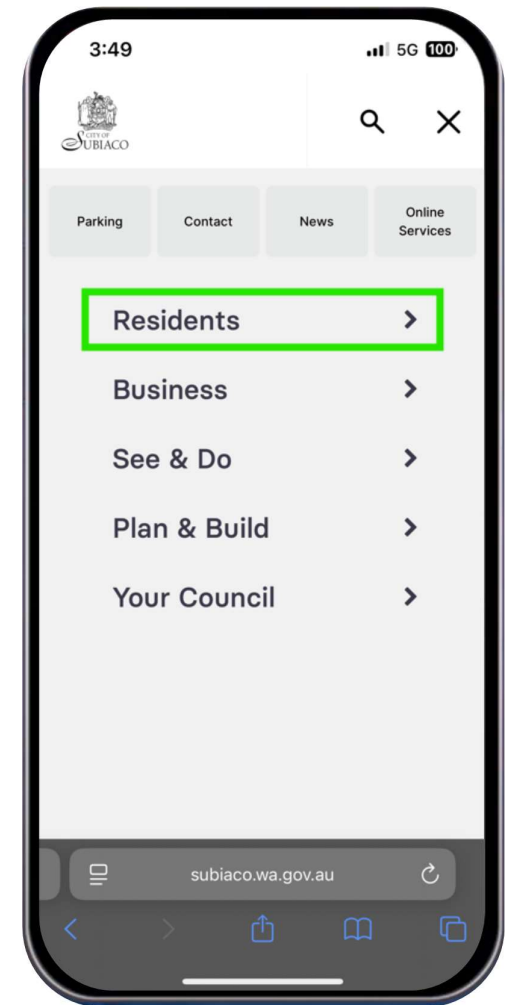 3:49
5G 100
CITY OF
SUBIACO
Parking
Contact
News
Online
Services
Residents
Business
See & Do
Plan & Build
Your Council
subiaco.wa.gov.au